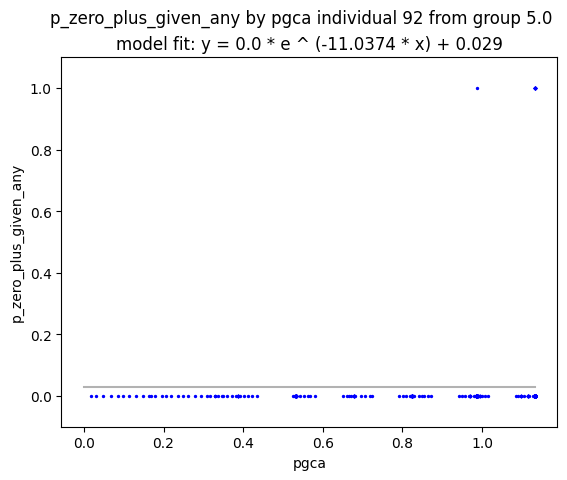 p_zero_plus_given_any by pgca individual 92 from group 5.0
model fit: y = 0.0 * e ^ (-11.0374 * x) + 0.029
1.0
0.8
0.6
0.4
0.2
0.0
p_zero_plus_given_any
0.0 0.2 0.4 0.6 0.8 1.0
pgca